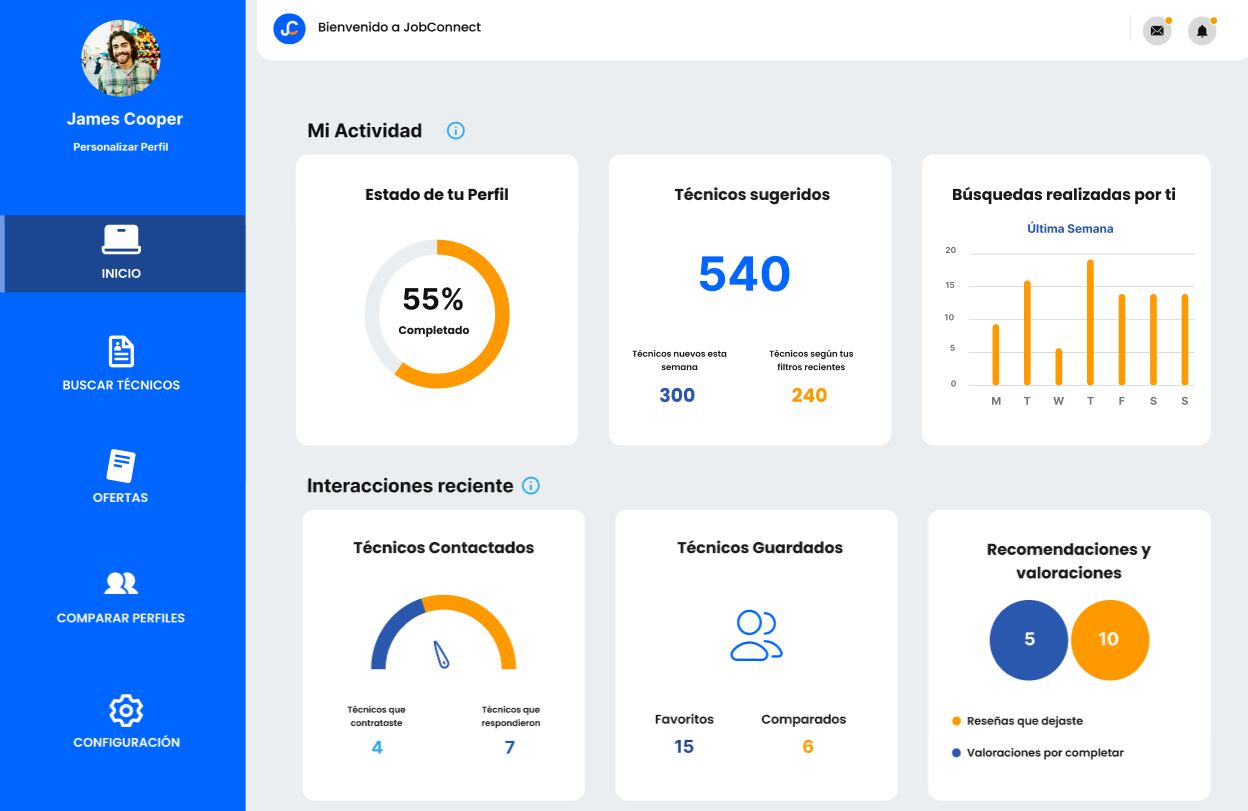 JC
Bienvenido a JobConnect
James Cooper
Personalizar Perfil
INICIO
BUSCAR TÉCNICOS
OFERTAS
COMPARAR PERFILES
CONFIGURACIÓN
Mi Actividad
Estado de tu Perfil
55%
Completado
Técnicos sugeridos
540
Técnicos nuevos esta
semana
300
Técnicos según tus
filtros recientes
240
Búsquedas realizadas por ti
Última Semana
20
15
10
5
0
M T W T F S S
Interacciones reciente
Técnicos Contactados
Técnicos que
contrataste
4
Técnicos que
respondieron
7
Técnicos Guardados
Favoritos
15
Comparados
6
Recomendaciones y
valoraciones
5
10
Reseñas que dejaste
Valoraciones por completar